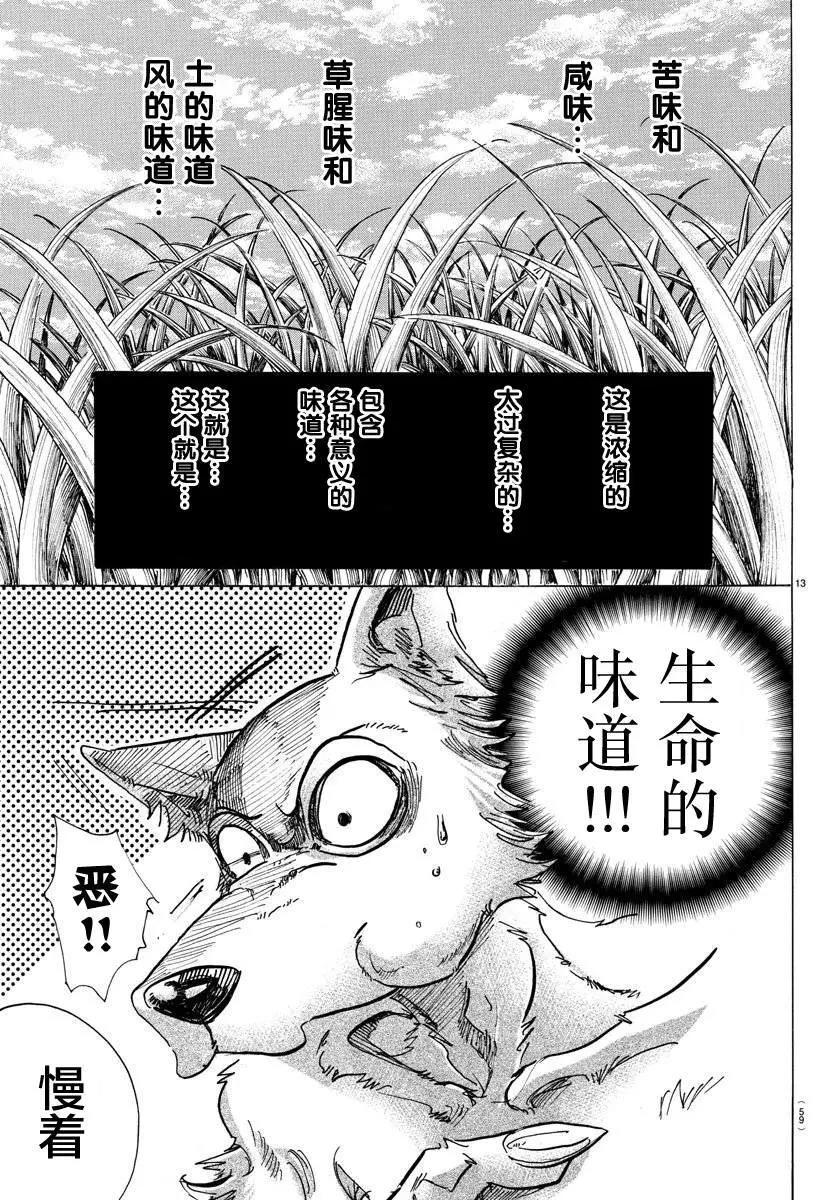 苦味和
咸味…
草腥味和
土的味道
风的味道…
这是浓缩的
太过复杂的…
包含
各种意义的
味道…
这就是…
这个就是…
13
生命的
味道!!!
恶!!
慢着
(59)